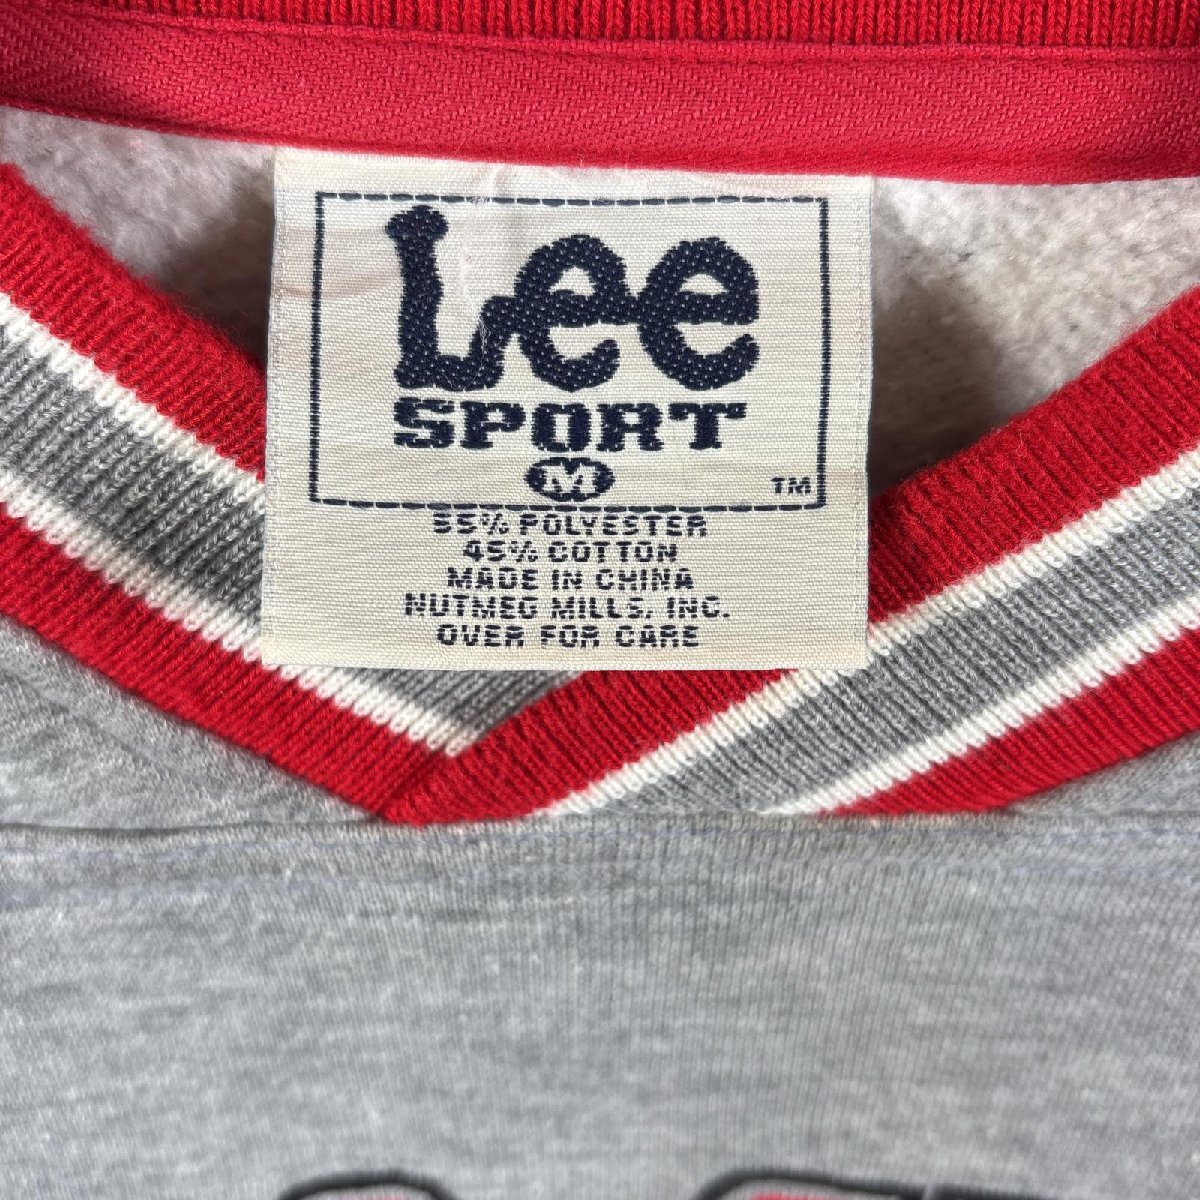 Lee
SPORT
M
TM
55% POLYESTER
45% COTTON
MADE IN CHINA
NUTMEG MILLS, INC.
OVER FOR CARE